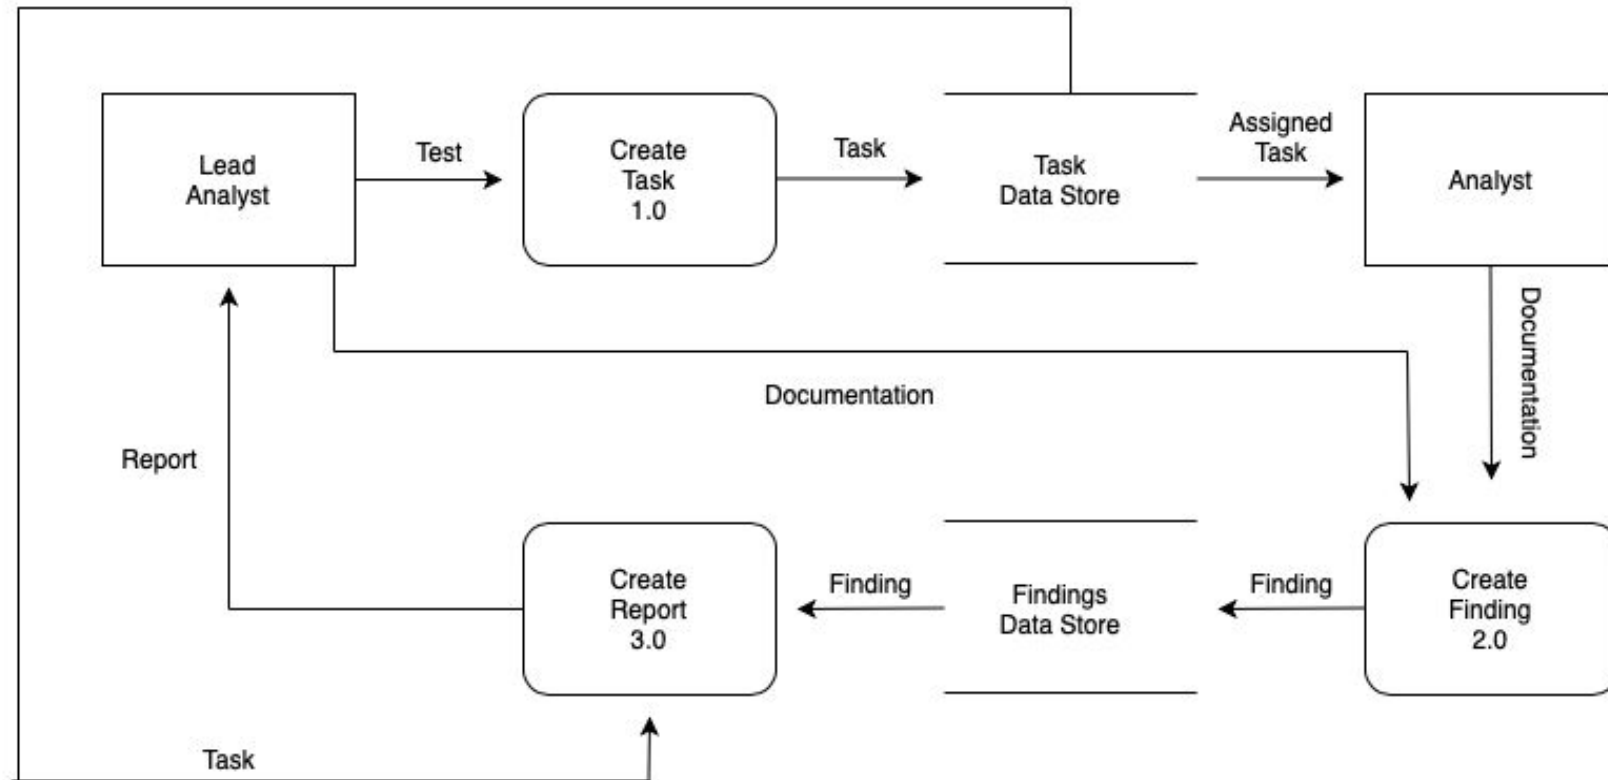 Lead
Analyst
Test
Create
Task
1.0
Task
Task
Data Store
Assigned
Task
Analyst
Documentation
Documentation
Report
Create
Report
3.0
Finding
Findings
Data Store
Finding
Create
Finding
2.0
Task